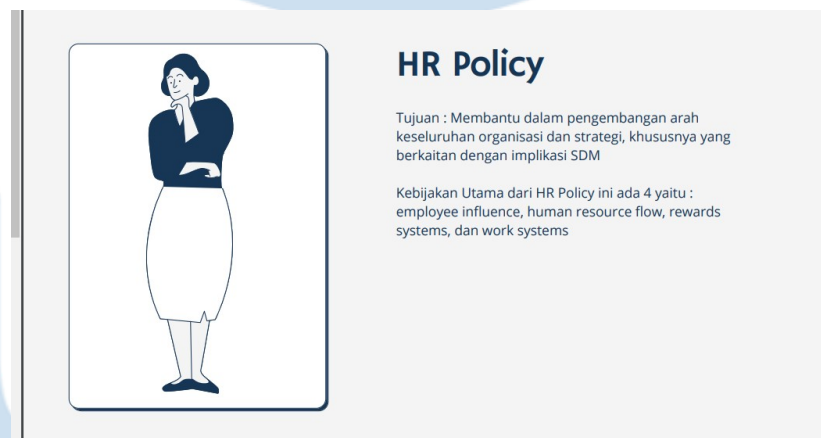 HR Policy
Tujuan : Membantu dalam pengembangan arah
keseluruhan organisasi dan strategi, khususnya yang
berkaitan dengan implikasi SDM
Kebijakan Utama dari HR Policy ini ada 4 yaitu :
employee influence, human resource flow, rewards
systems, dan work systems